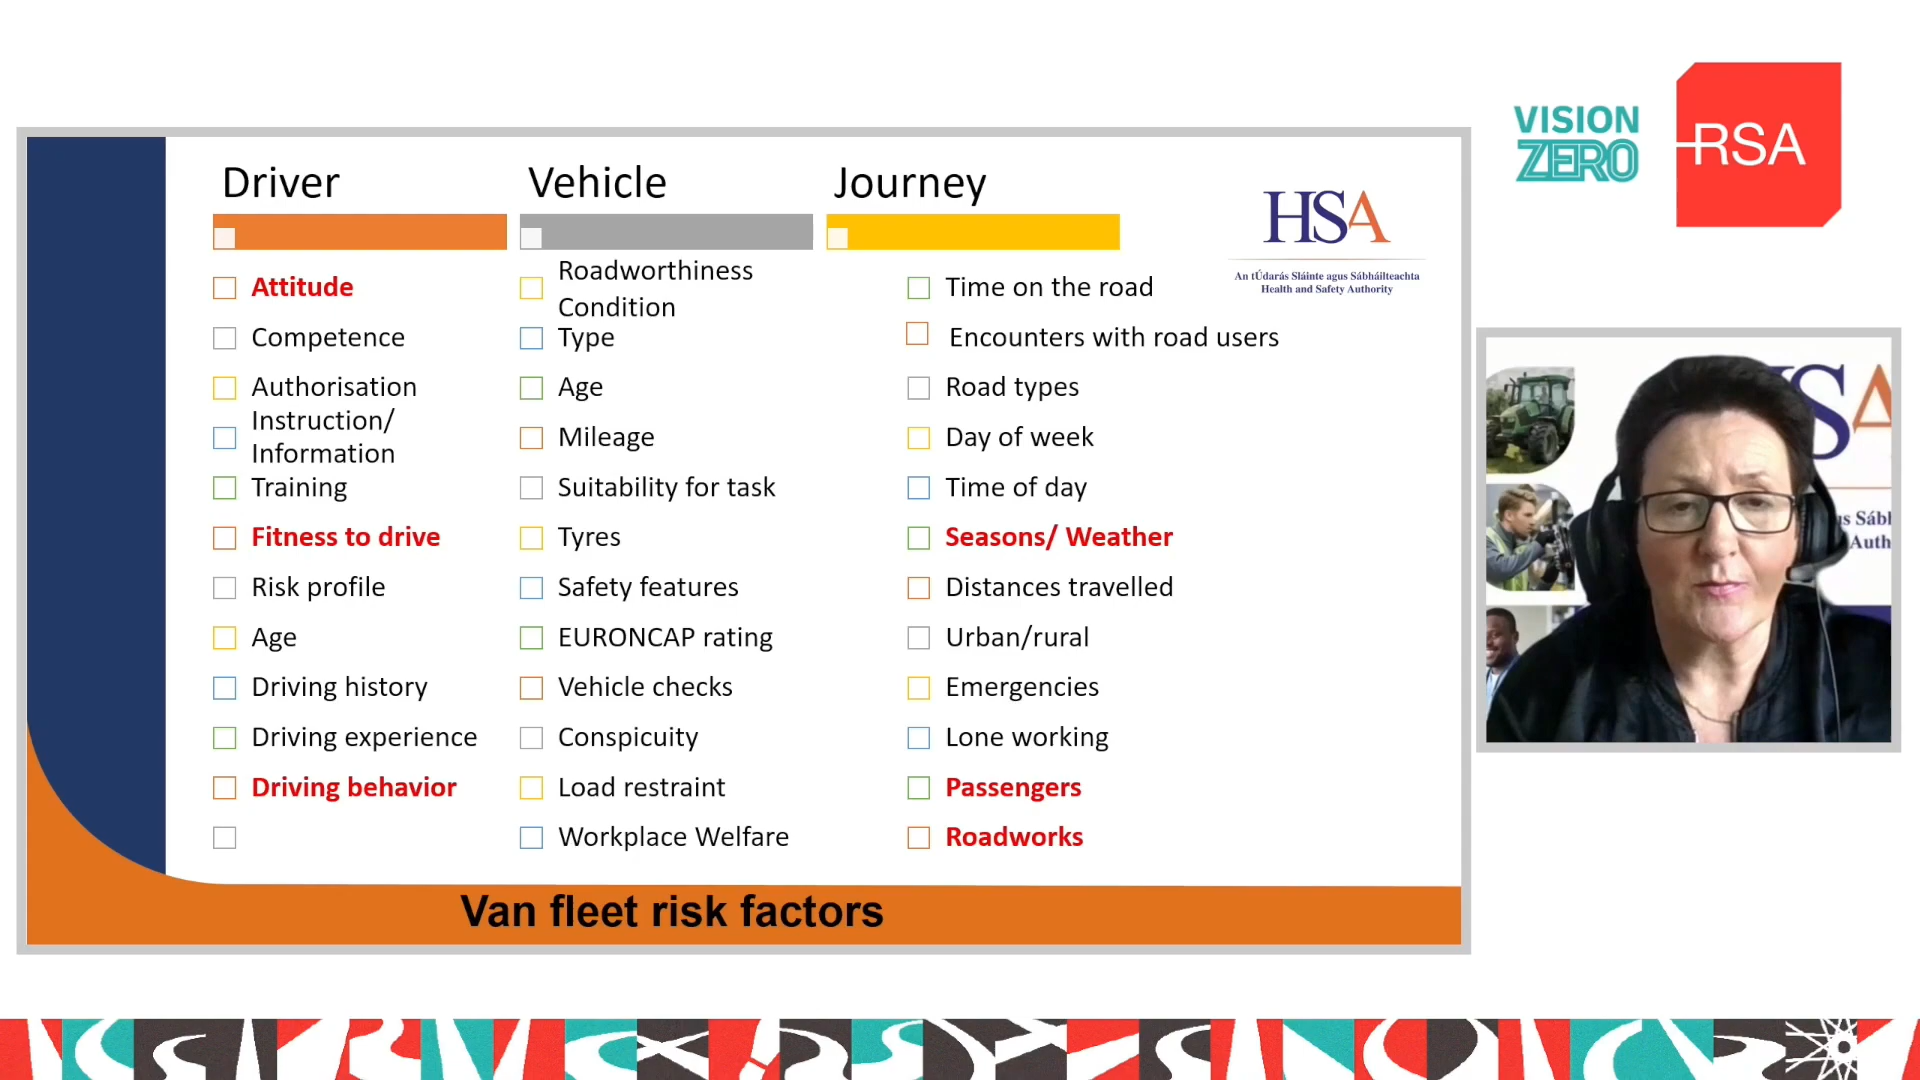 VISION
ZERO
RSA
Driver
Vehicle
Journey
HSA
An tÚdarás Sláinte agus Sábháilteachta
Health and Safety Authority
Attitude
Competence
Authorisation
Instruction/
Information
Training
Fitness to drive
Risk profile
Age
Driving history
Driving experience
Driving behavior
Roadworthiness
Condition
Type
Age
Mileage
Suitability for task
Tyres
Safety features
EURONCAP rating
Vehicle checks
Conspicuity
Load restraint
Workplace Welfare
Time on the road
Encounters with road users
Road types
Day of week
Time of day
Seasons/ Weather
Distances travelled
Urban/rural
Emergencies
Lone working
Passengers
Roadworks
Van fleet risk factors